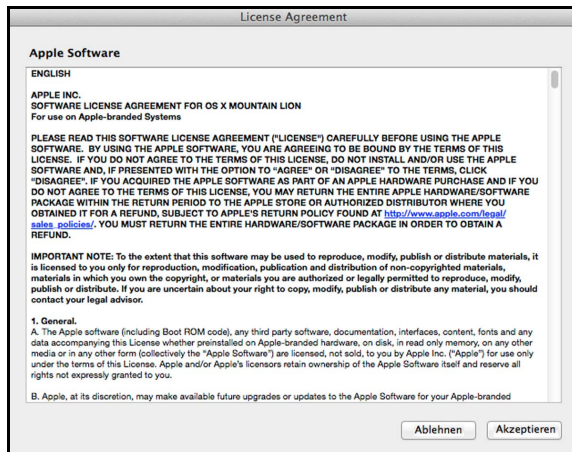 License Agreement
Apple Software
ENGLISH
APPLE INC.
SOFTWARE LICENSE AGREEMENT FOR OS X MOUNTAIN LION
For use on Apple-branded Systems
PLEASE READ THIS SOFTWARE LICENSE AGREEMENT ("LICENSE") CAREFULLY BEFORE USING THE APPLE
SOFTWARE. BY USING THE APPLE SOFTWARE, YOU ARE AGREEING TO BE BOUND BY THE TERMS OF THIS
LICENSE. IF YOU DO NOT AGREE TO THE TERMS OF THIS LICENSE, DO NOT INSTALL AND/OR USE THE APPLE
SOFTWARE AND, IF PRESENTED WITH THE OPTION TO "AGREE" OR "DISAGREE" TO THE TERMS, CLICK
"DISAGREE". IF YOU ACQUIRED THE APPLE SOFTWARE AS PART OF AN APPLE HARDWARE PURCHASE AND IF YOU
DO NOT AGREE TO THE TERMS OF THIS LICENSE, YOU MAY RETURN THE ENTIRE APPLE HARDWARE/SOFTWARE
PACKAGE WITHIN THE RETURN PERIOD TO THE APPLE STORE OR AUTHORIZED DISTRIBUTOR WHERE YOU
OBTAINED IT FOR A REFUND, SUBJECT TO APPLE'S RETURN POLICY FOUND AT http://www.apple.com/legal/
sales_policies/. YOU MUST RETURN THE ENTIRE HARDWARE/SOFTWARE PACKAGE IN ORDER TO OBTAIN A
REFUND.
IMPORTANT NOTE: To the extent that this software may be used to reproduce, modify, publish or distribute materials, it
is licensed to you only for reproduction, modification, publication and distribution of non-copyrighted materials,
materials in which you own the copyright, or materials you are authorized or legally permitted to reproduce, modify,
publish or distribute. If you are uncertain about your right to copy, modify, publish or distribute any material, you should
contact your legal advisor.
1. General.
A. The Apple software (including Boot ROM code), any third party software, documentation, interfaces, content, fonts and any
data accompanying this License whether preinstalled on Apple-branded hardware, on disk, in read only memory, on any other
media or in any other form (collectively the "Apple Software") are licensed, not sold, to you by Apple Inc. ("Apple") for use only
under the terms of this License. Apple and/or Apple's licensors retain ownership of the Apple Software itself and reserve all
rights not expressly granted to you.
B. Apple, at its discretion, may make available future upgrades or updates to the Apple Software for your Apple-branded
Ablehnen
Akzeptieren